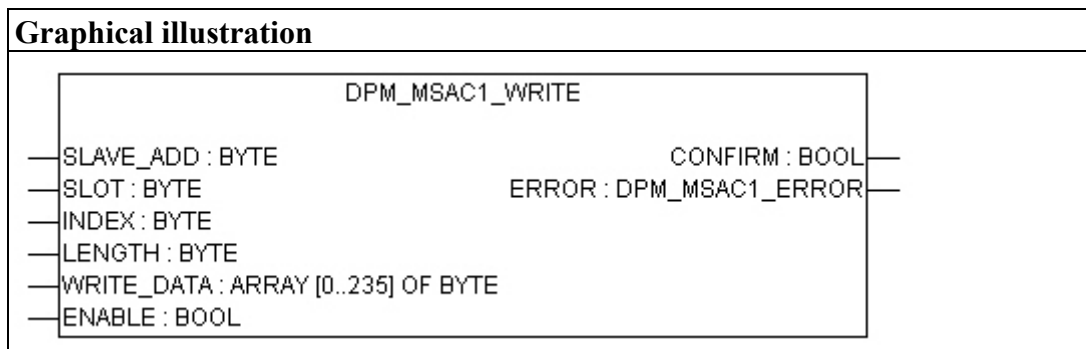 Graphical illustration
DPM_MSAC1_WRITE
SLAVE_ADD : BYTE CONFIRM : BOOL
SLOT : BYTE ERROR : DPM_MSAC1_ERROR
INDEX : BYTE
LENGTH : BYTE
WRITE_DATA : ARRAY [0..235] OF BYTE
ENABLE : BOOL